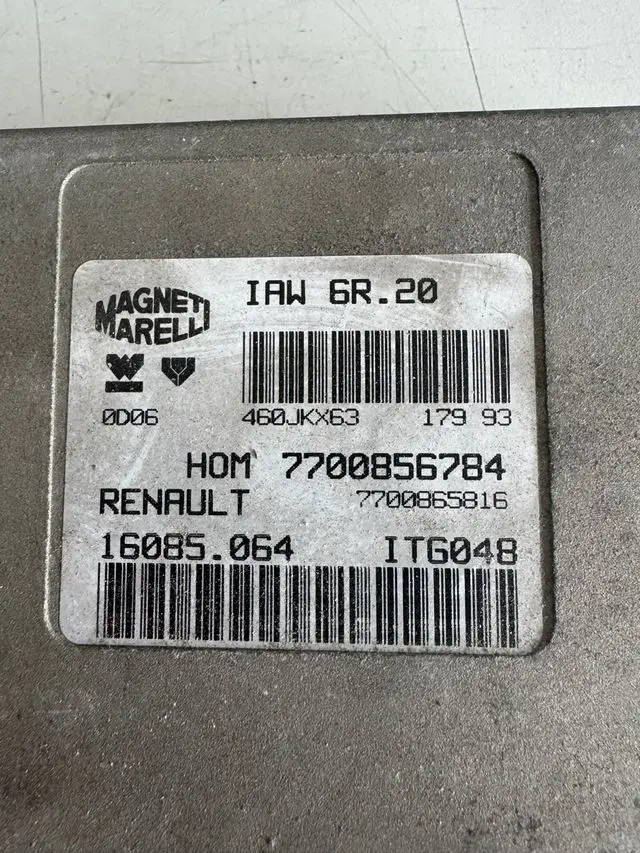 MAGNETI MARELLI
IAW 6R.20
0D06
460JKX63 179 93
HOM 7700856784
RENAULT 7700865816
16085.064 ITG048